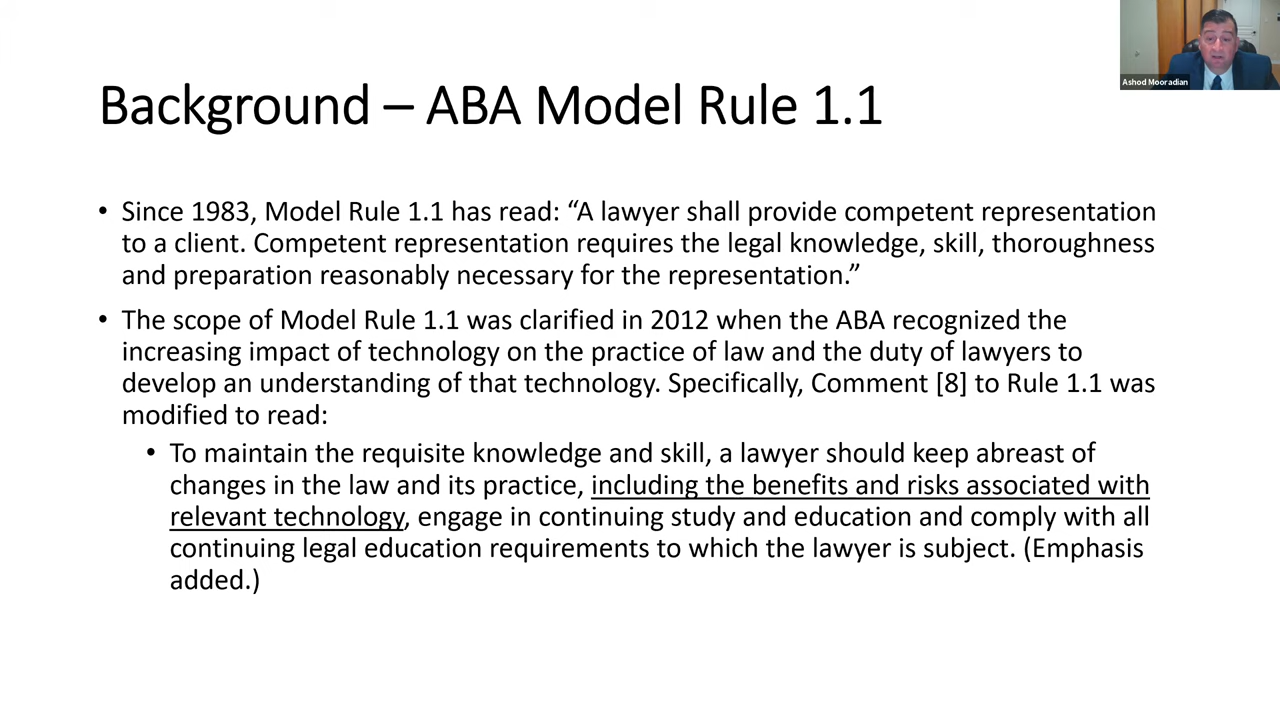 Ashod Mooradian
Background – ABA Model Rule 1.1
• Since 1983, Model Rule 1.1 has read: “A lawyer shall provide competent representation
to a client. Competent representation requires the legal knowledge, skill, thoroughness
and preparation reasonably necessary for the representation.”
• The scope of Model Rule 1.1 was clarified in 2012 when the ABA recognized the
increasing impact of technology on the practice of law and the duty of lawyers to
develop an understanding of that technology. Specifically, Comment [8] to Rule 1.1 was
modified to read:
• To maintain the requisite knowledge and skill, a lawyer should keep abreast of
changes in the law and its practice, including the benefits and risks associated with
relevant technology, engage in continuing study and education and comply with all
continuing legal education requirements to which the lawyer is subject. (Emphasis
added.)